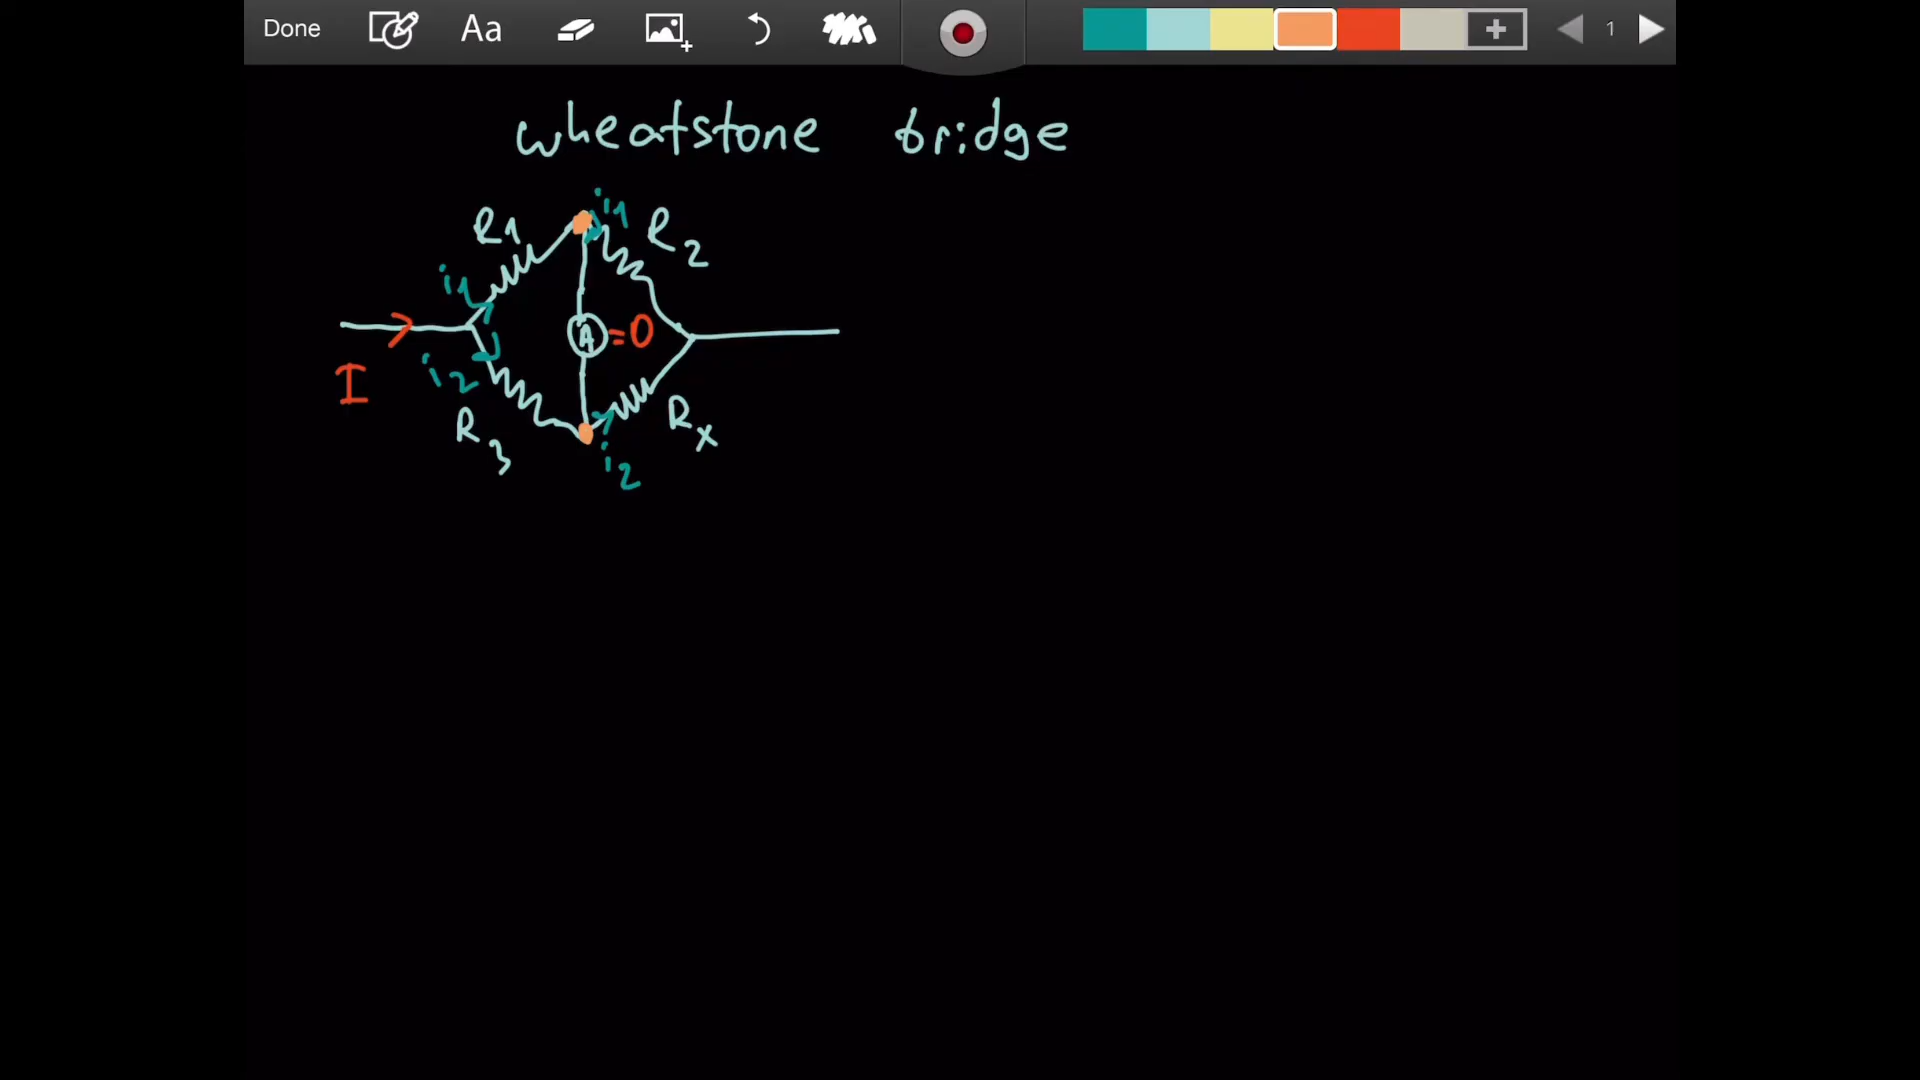 Done Aa 1
wheatstone bridge
i1
R1 R2
i1
A =0
I
i2
R3 Rx
i2